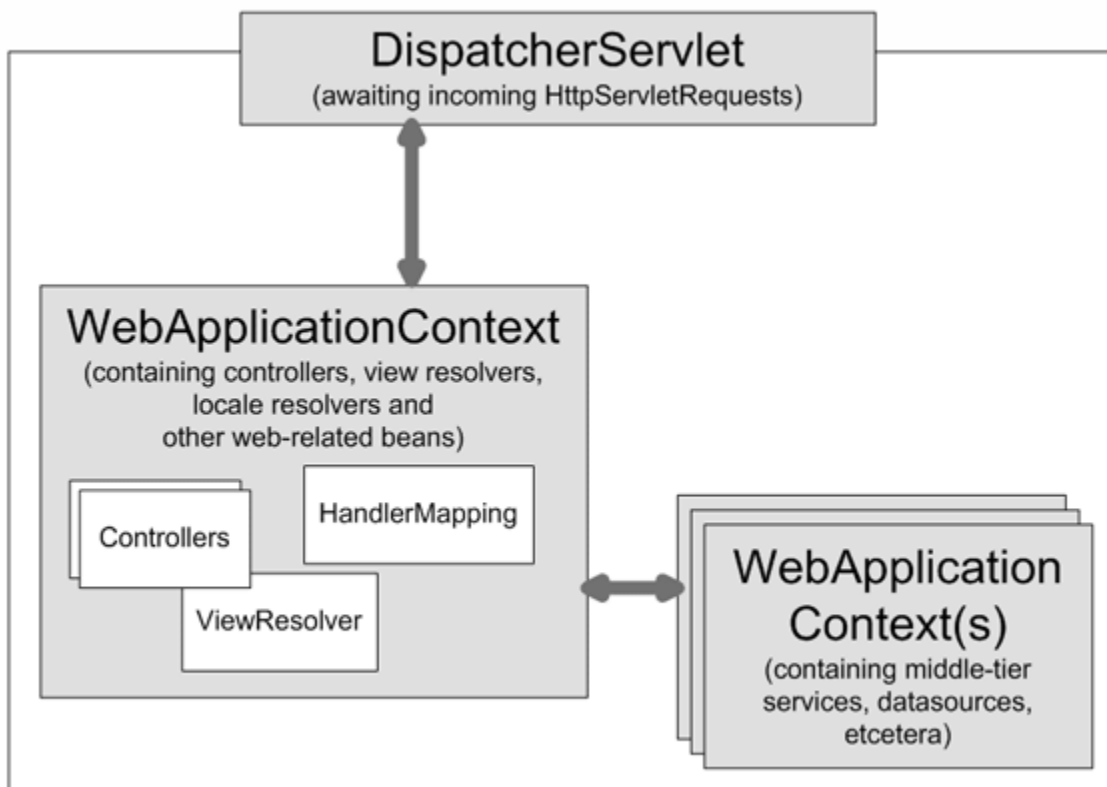 DispatcherServlet
(awaiting incoming HttpServletRequests)
WebApplicationContext
(containing controllers, view resolvers,
locale resolvers and
other web-related beans)
HandlerMapping
Controllers
ViewResolver
WebApplication
Context(s)
(containing middle-tier
services, datasources,
etcetera)